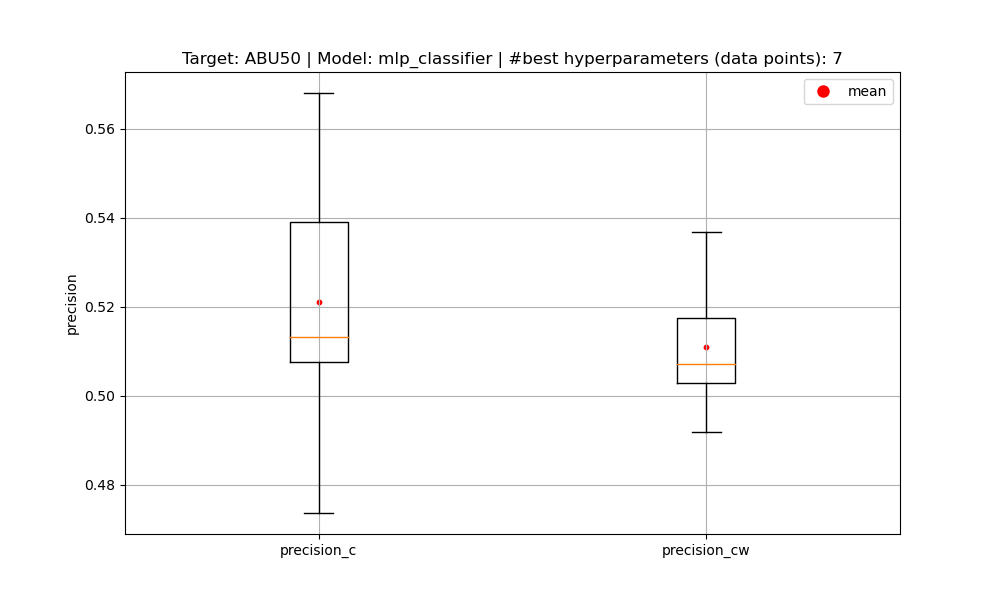 Target: ABU50 | Model: mlp_classifier | #best hyperparameters (data points): 7
mean
0.56
0.54
0.52
0.50
0.48
precision
precision_c
precision_cw